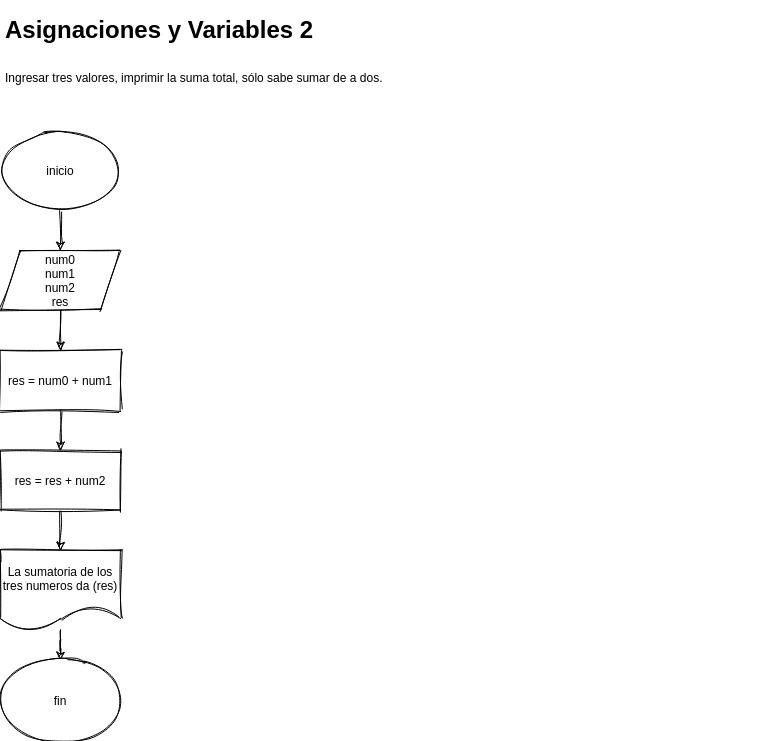 Asignaciones y Variables 2
Ingresar tres valores, imprimir la suma total, sólo sabe sumar de a dos.
inicio
num0
num1
num2
res
res = num0 + num1
res = res + num2
La sumatoria de los
tres numeros da (res)
fin